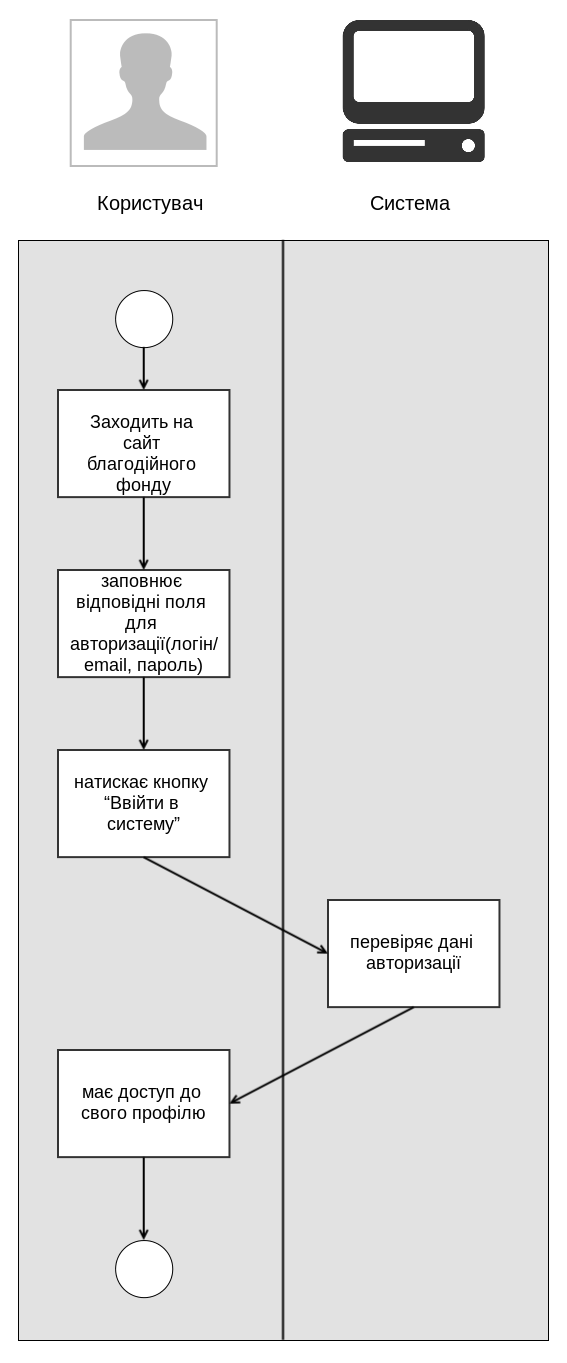 Користувач
Система
Заходить на
сайт
благодійного
фонду
заповнює
відповідні поля
для
авторизації(логін/
email, пароль)
натискає кнопку
“Ввійти в
систему”
перевіряє дані
авторизації
має доступ до
свого профілю